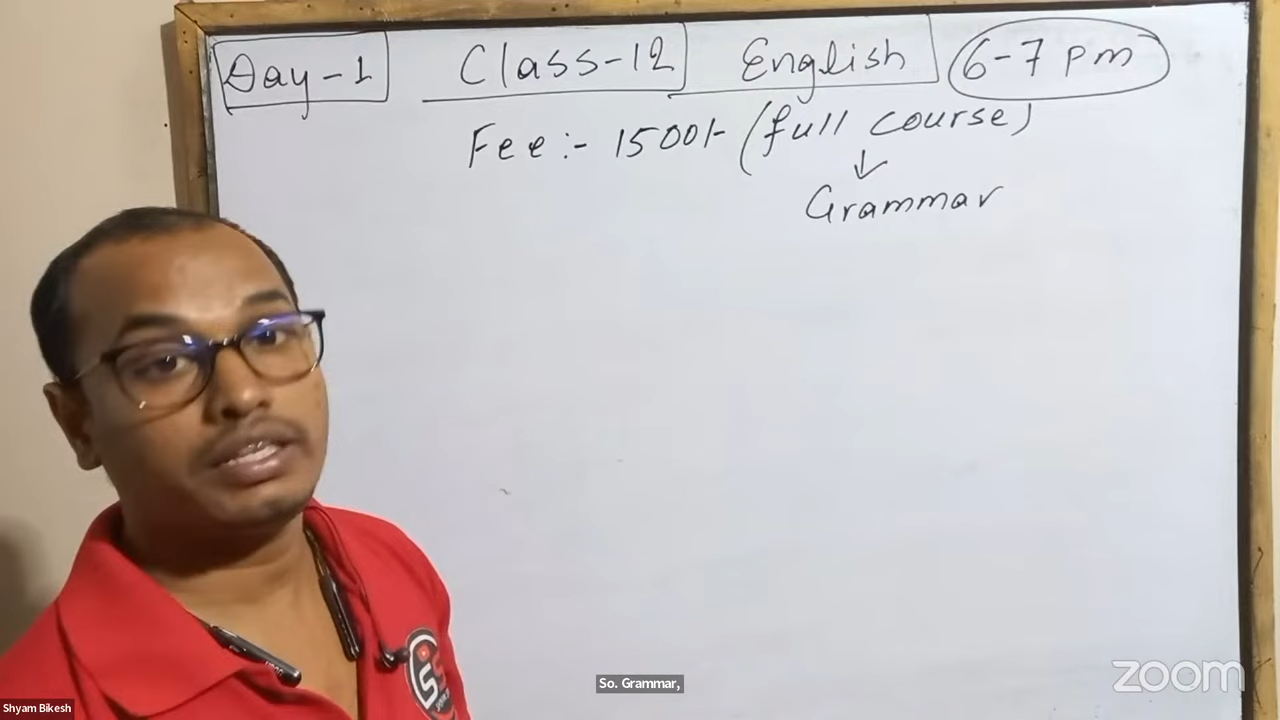 Day-1 Class-12 English 6-7 pm
Fee:- 1500/- (full course)
↓
Grammar
So. Grammar,
zoom
Shyam Bikesh